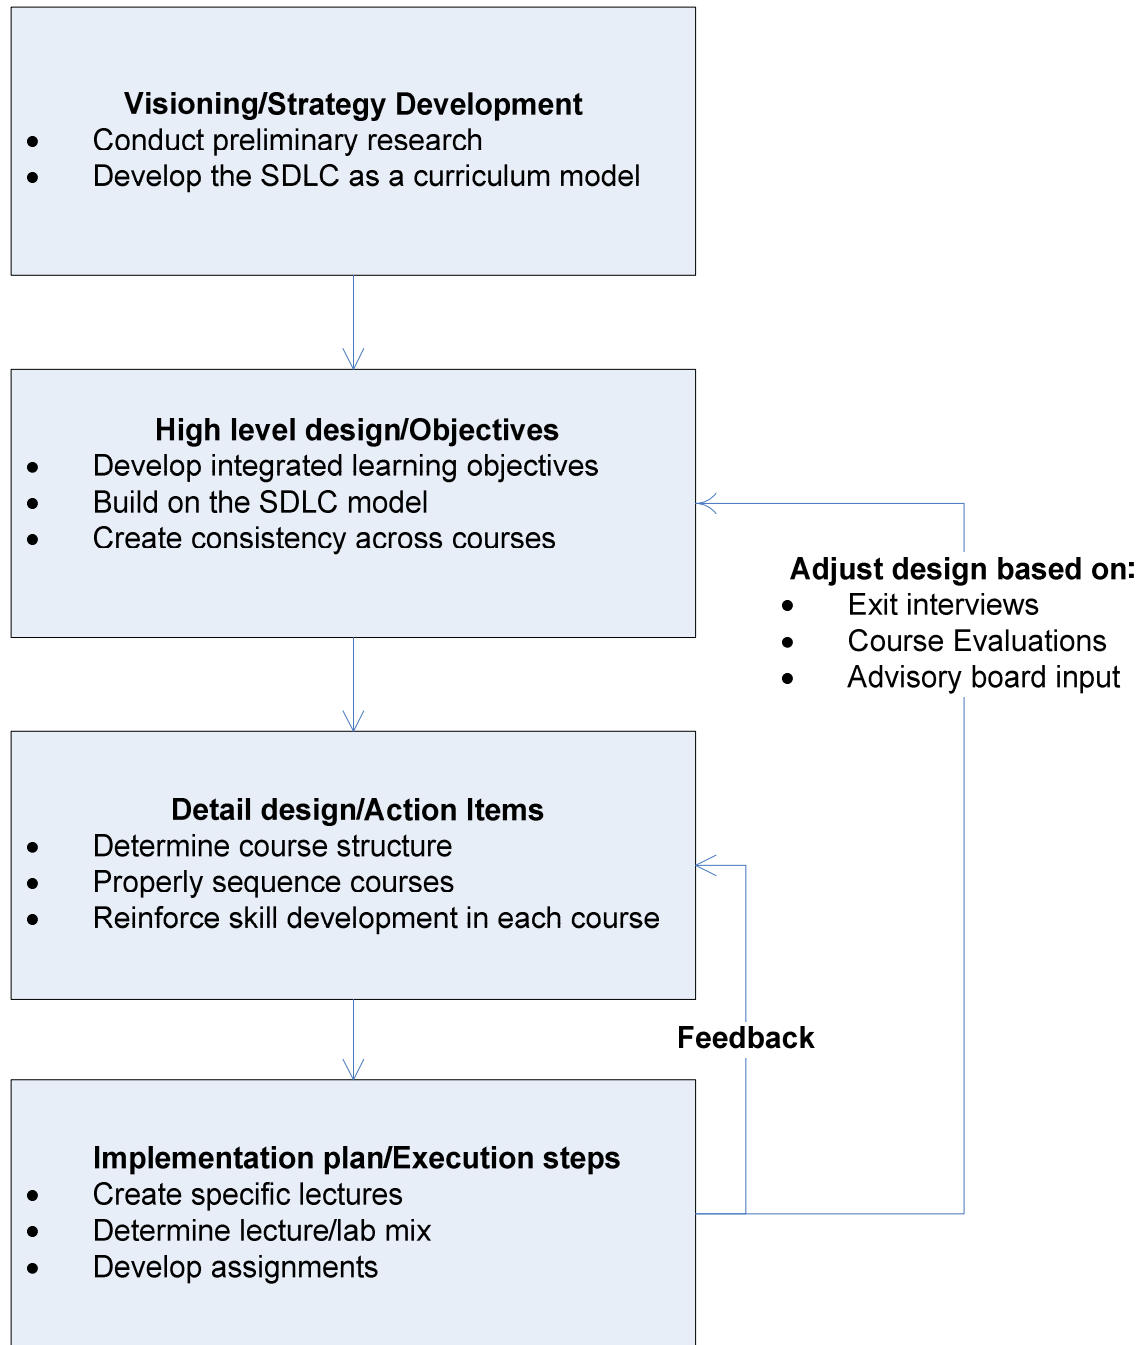 Visioning/Strategy Development
• Conduct preliminary research
• Develop the SDLC as a curriculum model
High level design/Objectives
• Develop integrated learning objectives
• Build on the SDLC model
• Create consistency across courses
Adjust design based on:
• Exit interviews
• Course Evaluations
• Advisory board input
Detail design/Action Items
• Determine course structure
• Properly sequence courses
• Reinforce skill development in each course
Feedback
Implementation plan/Execution steps
• Create specific lectures
• Determine lecture/lab mix
• Develop assignments